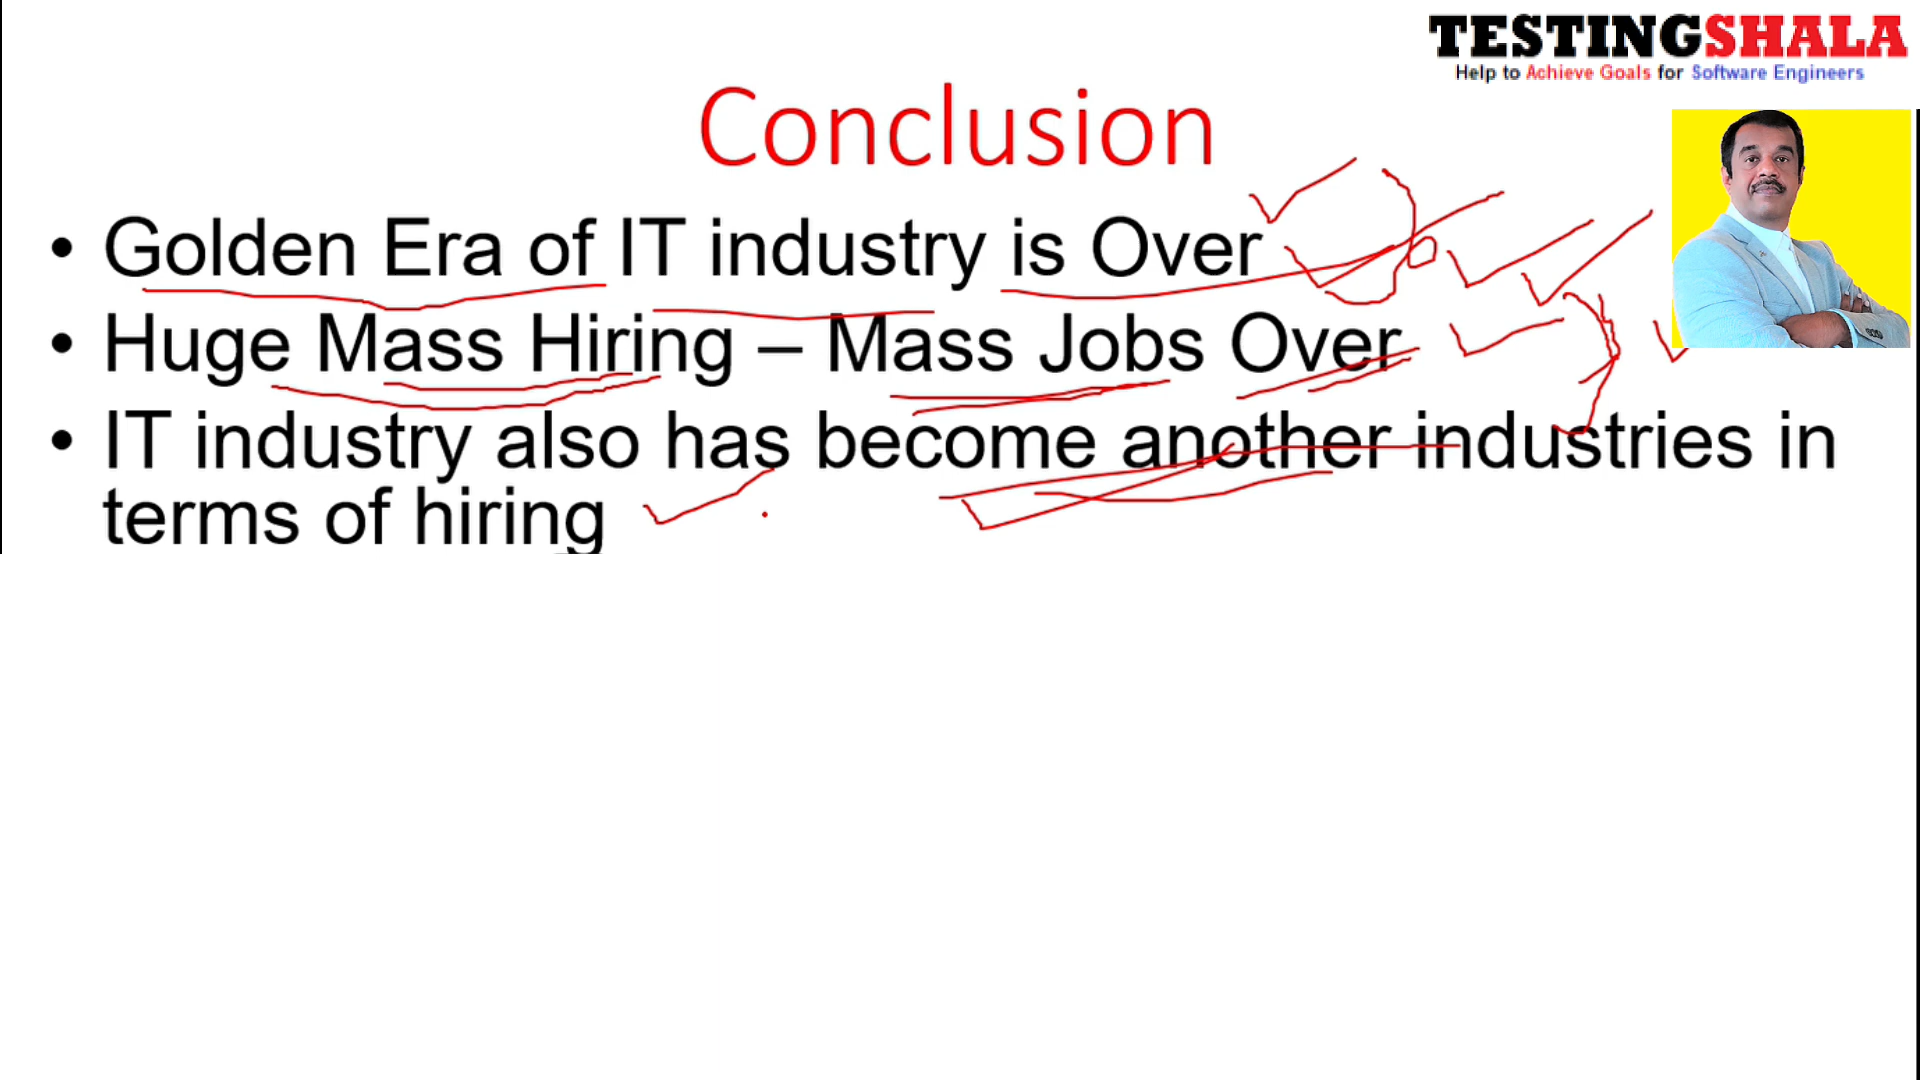 TESTINGSHALA
Help to Achieve Goals for Software Engineers
Conclusion
• Golden Era of IT industry is Over
• Huge Mass Hiring – Mass Jobs Over
• IT industry also has become another industries in
terms of hiring